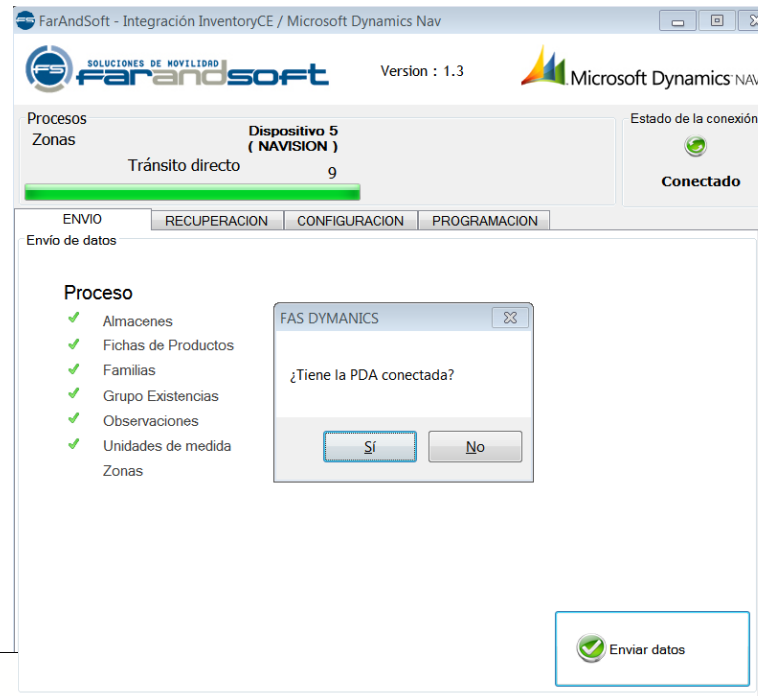 FarAndSoft - Integración InventoryCE / Microsoft Dynamics Nav
SOLUCIONES DE MOVILIDAD
farandsoft
Version : 1.3
Microsoft Dynamics NAV
Procesos
Zonas
Dispositivo 5
( NAVISION )
Tránsito directo
9
Estado de la conexión
Conectado
ENVIO
RECUPERACION
CONFIGURACION
PROGRAMACION
Envío de datos
Proceso
Almacenes
Fichas de Productos
Familias
Grupo Existencias
Observaciones
Unidades de medida
Zonas
FAS DYMANICS
¿Tiene la PDA conectada?
Sí
No
Enviar datos